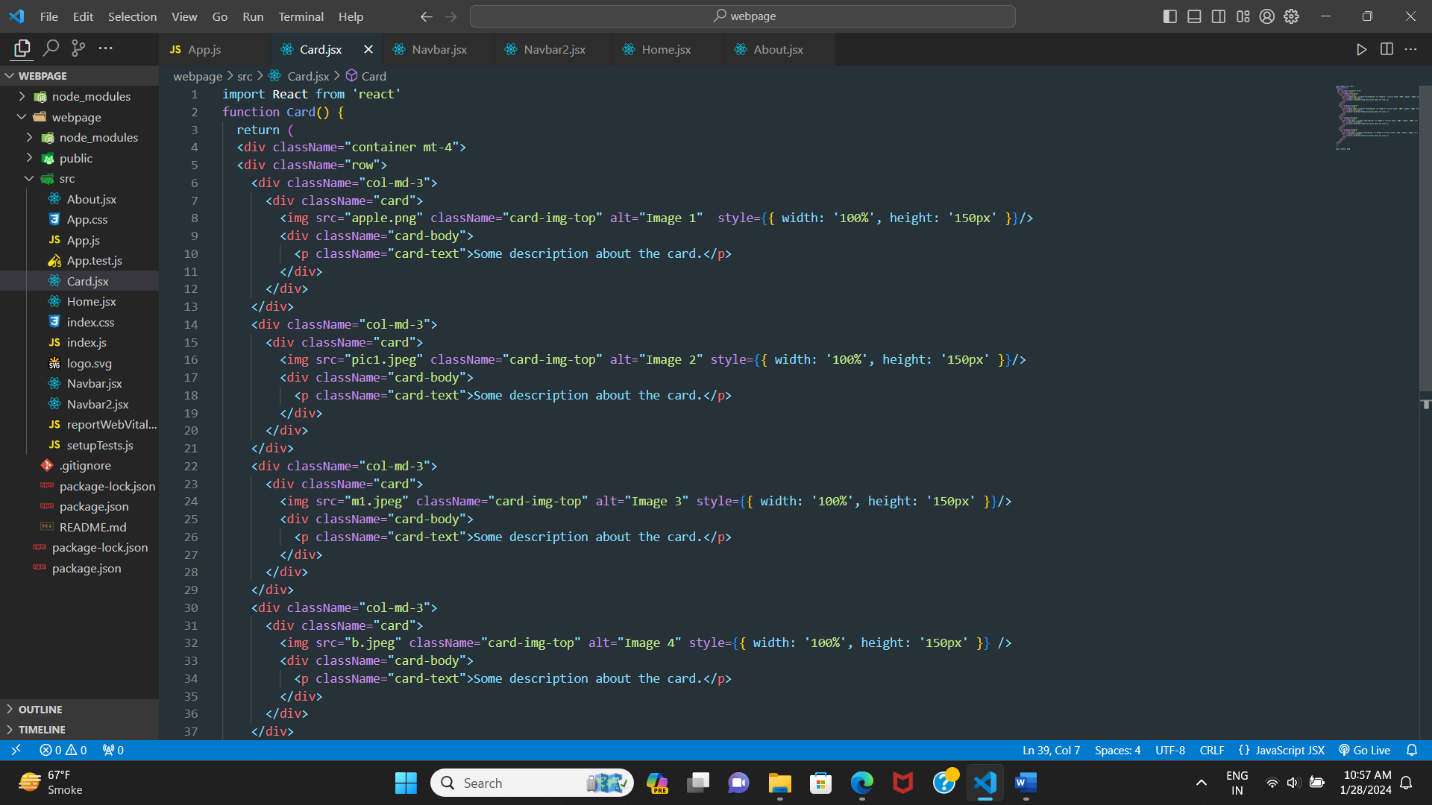 File Edit Selection View Go Run Terminal Help
webpage
JS App.js
Card.jsx
Navbar.jsx
Navbar2.jsx
Home.jsx
About.jsx
WEBPAGE
node_modules
webpage
node_modules
public
src
About.jsx
App.css
JS App.js
App.test.js
Card.jsx
Home.jsx
index.css
JS index.js
logo.svg
Navbar.jsx
Navbar2.jsx
JS reportWebVital...
JS setupTests.js
.gitignore
package-lock.json
package.json
README.md
package-lock.json
package.json
OUTLINE
TIMELINE
webpage > src > Card.jsx > Card
1 import React from 'react'
2 function Card() {
3 return (
4 <div className="container mt-4">
5 <div className="row">
6 <div className="col-md-3">
7 <div className="card">
8 <img src="apple.png" className="card-img-top" alt="Image 1"  style={{ width: '100%', height: '150px' }}/>
9 <div className="card-body">
10 <p className="card-text">Some description about the card.</p>
11 </div>
12 </div>
13 </div>
14 <div className="col-md-3">
15 <div className="card">
16 <img src="pic1.jpeg" className="card-img-top" alt="Image 2" style={{ width: '100%', height: '150px' }}/>
17 <div className="card-body">
18 <p className="card-text">Some description about the card.</p>
19 </div>
20 </div>
21 </div>
22 <div className="col-md-3">
23 <div className="card">
24 <img src="m1.jpeg" className="card-img-top" alt="Image 3" style={{ width: '100%', height: '150px' }}/>
25 <div className="card-body">
26 <p className="card-text">Some description about the card.</p>
27 </div>
28 </div>
29 </div>
30 <div className="col-md-3">
31 <div className="card">
32 <img src="b.jpeg" className="card-img-top" alt="Image 4" style={{ width: '100%', height: '150px' }} />
33 <div className="card-body">
34 <p className="card-text">Some description about the card.</p>
35 </div>
36 </div>
37 </div>
0 0 0 Ln 39, Col 7 Spaces: 4 UTF-8 CRLF {} JavaScript JSX Go Live
67°F
Smoke
Search
PRE
ENG
IN
10:57 AM
1/28/2024